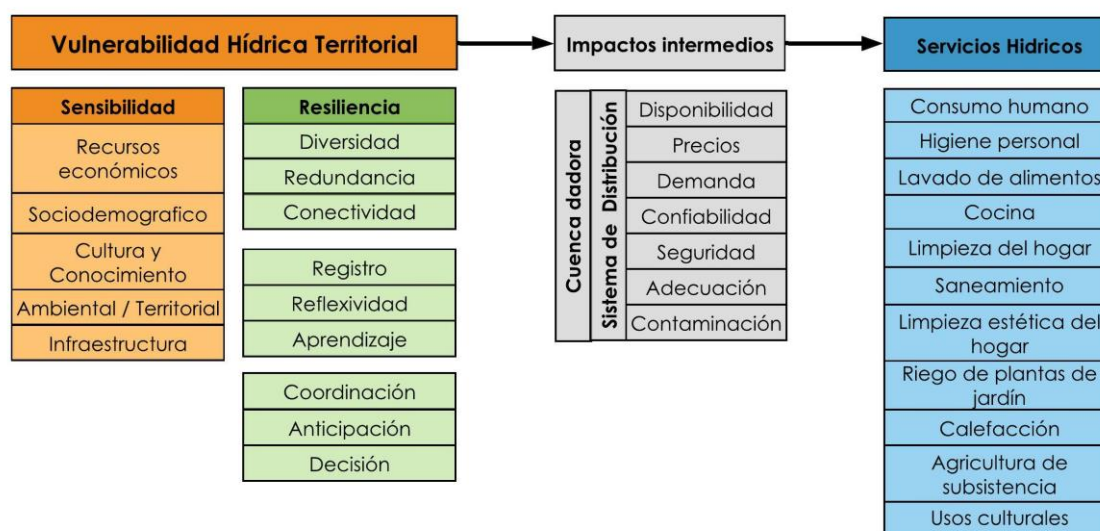 Vulnerabilidad Hídrica Territorial
Impactos intermedios
Servicios Hidricos
Sensibilidad
Recursos
económicos
Sociodemografico
Cultura y
Conocimiento
Ambiental / Territorial
Infraestructura
Resiliencia
Diversidad
Redundancia
Conectividad
Registro
Reflexividad
Aprendizaje
Coordinación
Anticipación
Decisión
Cuenca dadora
Sistema de Distribución
Disponibilidad
Precios
Demanda
Confiabilidad
Seguridad
Adecuación
Contaminación
Consumo humano
Higiene personal
Lavado de alimentos
Cocina
Limpieza del hogar
Saneamiento
Limpieza estética del
hogar
Riego de plantas de
jardín
Calefacción
Agricultura de
subsistencia
Usos culturales